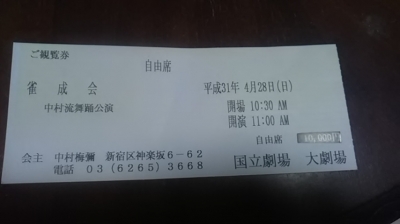 ご観覧券
自由席
雀成会
平成31年 4月28日(日)
中村流舞踊公演
開場 10:30 AM
開演 11:00 AM
自由席
会主 中村梅彌 新宿区神楽坂6-62
電話 03(6265)3668
国立劇場 大劇場